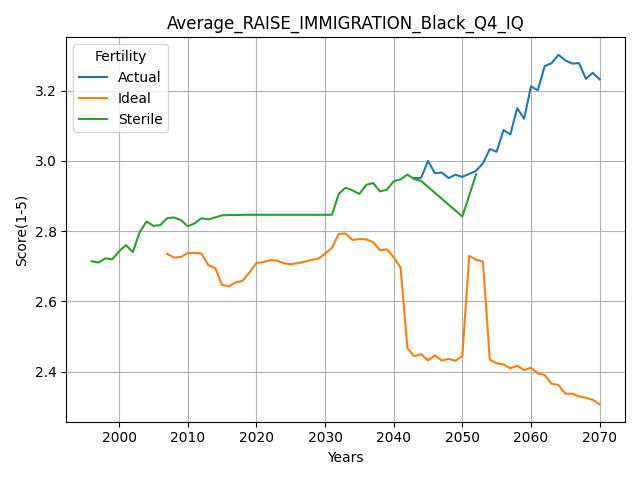 Average_RAISE_IMMIGRATION_Black_Q4_IQ
Fertility
Actual
Ideal
Sterile
Score(1-5)
3.2
3.0
2.8
2.6
2.4
2000 2010 2020 2030 2040 2050 2060 2070
Years